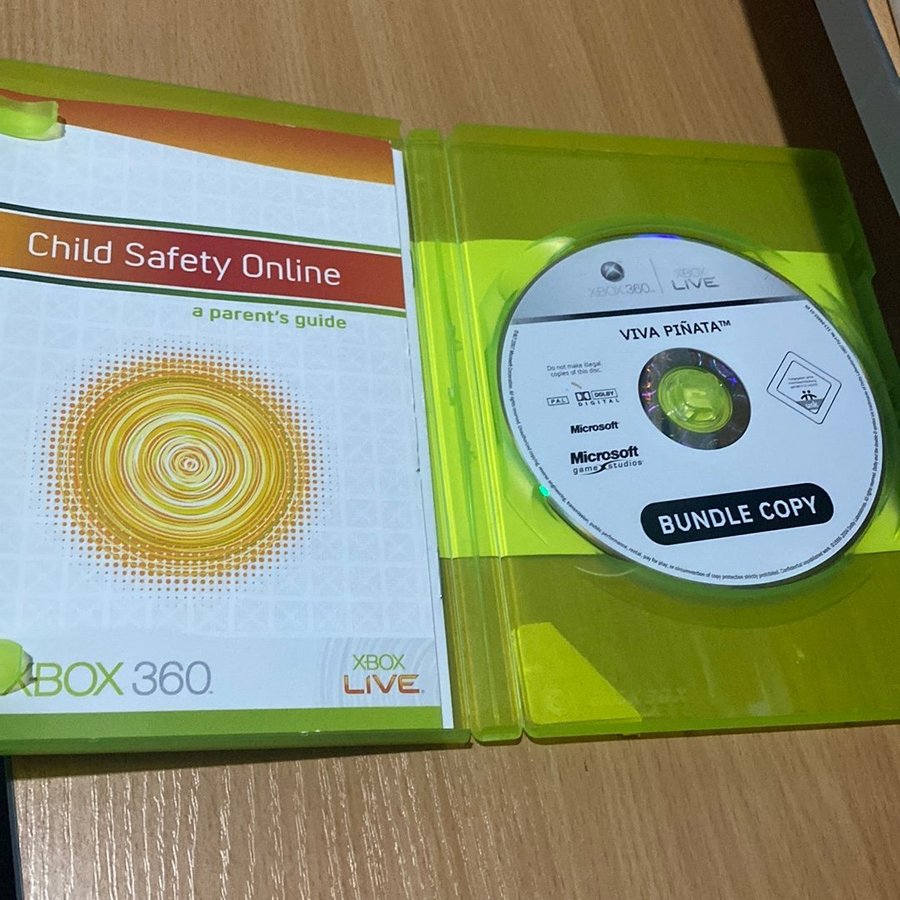 Child Safety Online
a parent's guide
XBOX 360
XBOX
LIVE
XBOX 360
XBOX
LIVE
VIVA PIÑATA™
Do not make illegal
copies of this disc.
PAL
DOLBY
DIGITAL
Microsoft
Microsoft
game studios
BUNDLE COPY